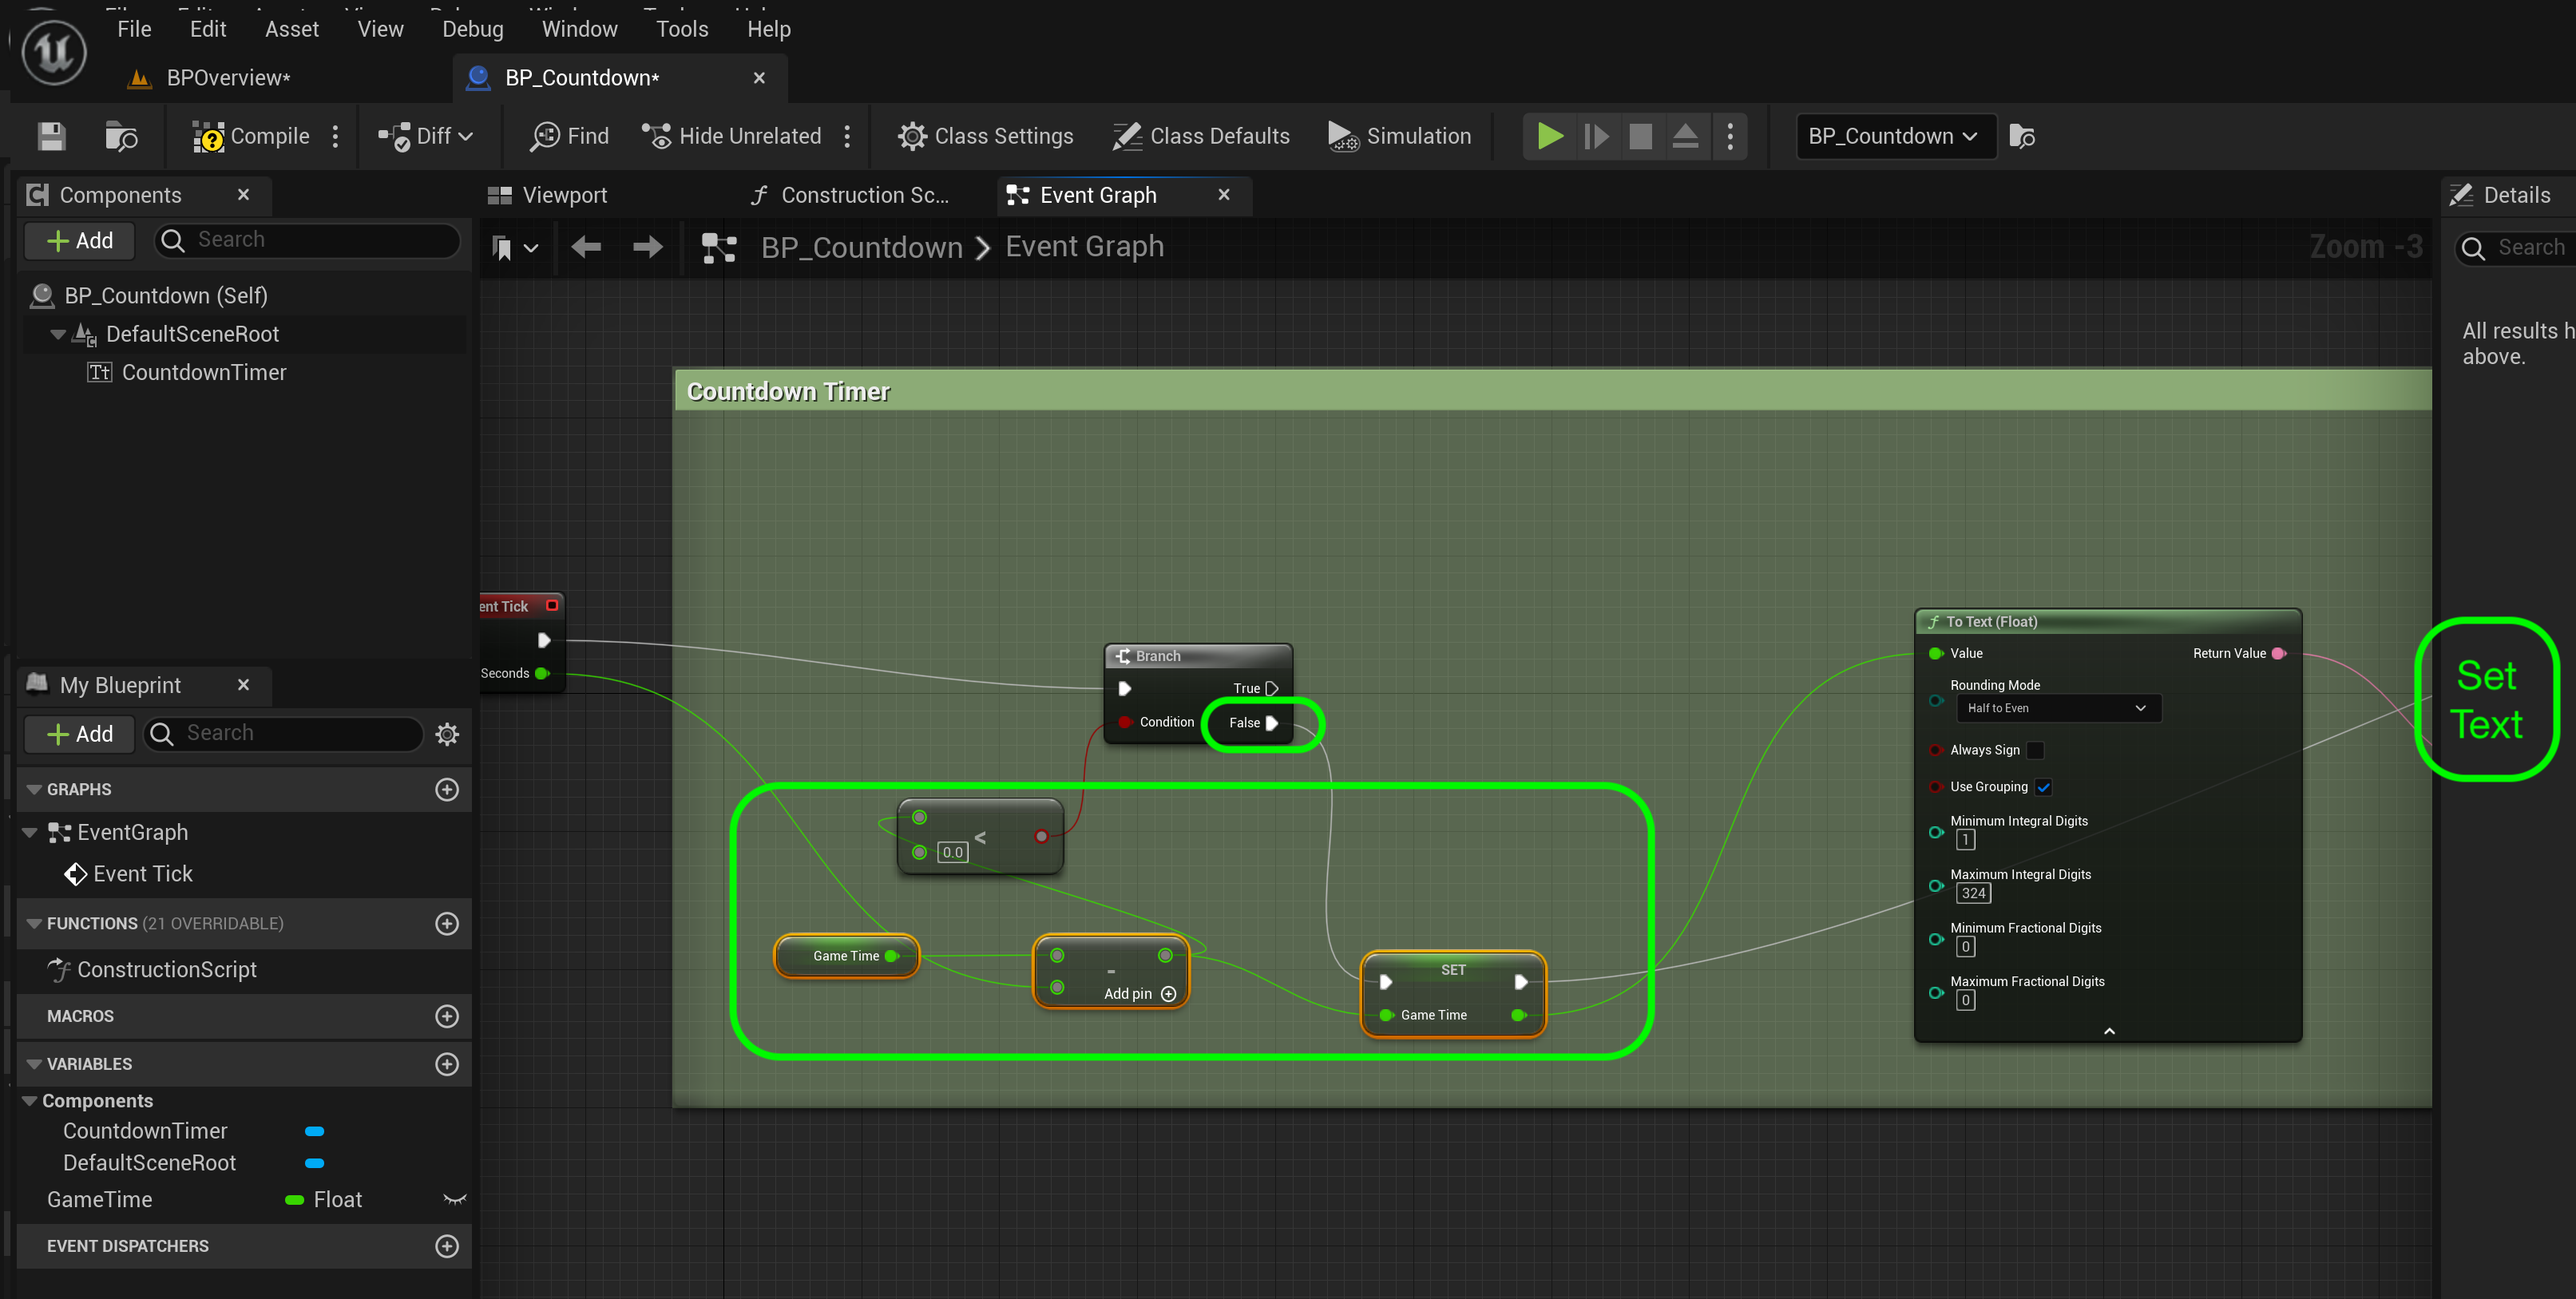 File Edit Asset View Debug Window Tools Help
BPOverview*
BP_Countdown*
Compile
Diff
Find
Hide Unrelated
Class Settings
Class Defaults
Simulation
BP_Countdown
Components
Viewport
Construction Sc...
Event Graph
Details
Add
Search
BP_Countdown > Event Graph
Zoom -3
Search
BP_Countdown (Self)
DefaultSceneRoot
CountdownTimer
All results h
above.
Countdown Timer
ent Tick
Seconds
Branch
True
Condition
False
0.0
<
Game Time
-
Add pin
SET
Game Time
To Text (Float)
Value
Return Value
Rounding Mode
Half to Even
Always Sign
Use Grouping
Minimum Integral Digits
1
Maximum Integral Digits
324
Minimum Fractional Digits
0
Maximum Fractional Digits
0
Set
Text
My Blueprint
Add
Search
GRAPHS
EventGraph
Event Tick
FUNCTIONS (21 OVERRIDABLE)
ConstructionScript
MACROS
VARIABLES
Components
CountdownTimer
DefaultSceneRoot
GameTime
Float
EVENT DISPATCHERS